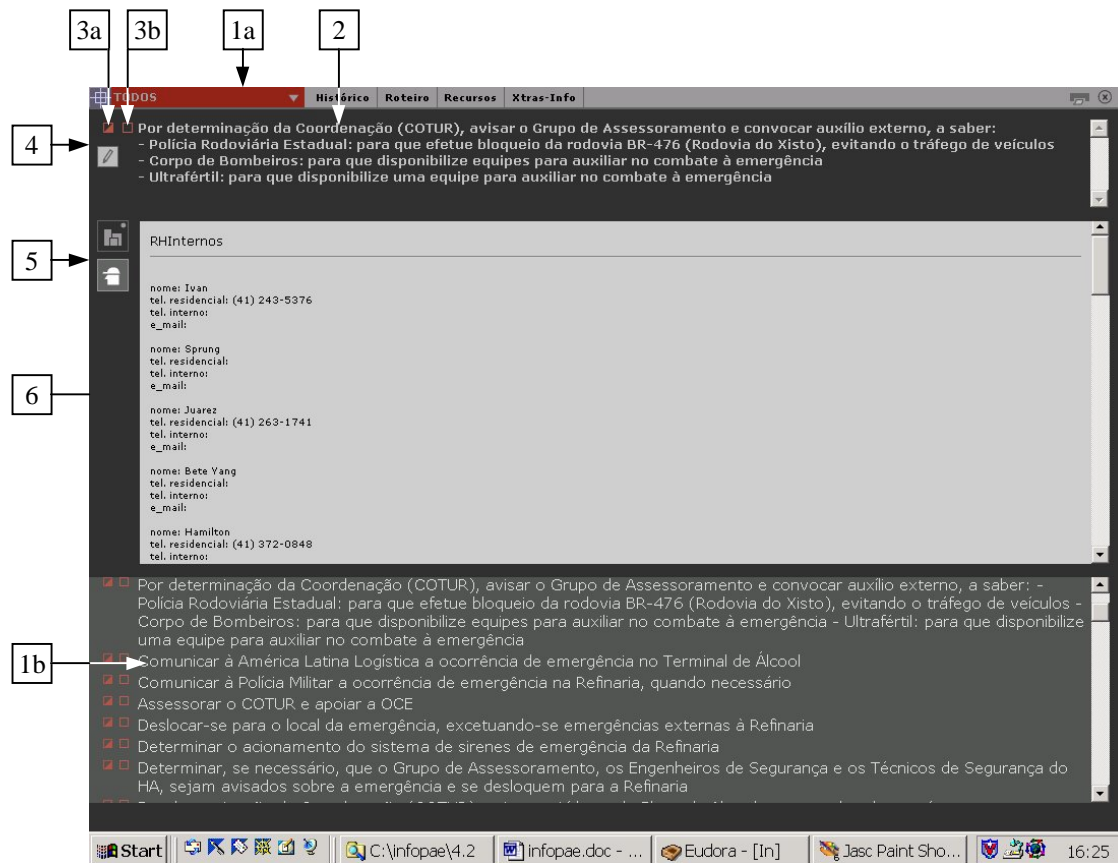 3a 3b 1a 2
TODOS Histórico Roteiro Recursos Xtras-Info
Por determinação da Coordenação (COTUR), avisar o Grupo de Assessoramento e convocar auxílio externo, a saber:
4
- Polícia Rodoviária Estadual: para que efetue bloqueio da rodovia BR-476 (Rodovia do Xisto), evitando o tráfego de veículos
- Corpo de Bombeiros: para que disponibilize equipes para auxiliar no combate à emergência
- Ultrafértil: para que disponibilize uma equipe para auxiliar no combate à emergência
RHInternos
5
nome: Ivan
tel. residencial: (41) 243-5376
tel. interno:
e_mail:
nome: Sprung
tel. residencial:
tel. interno:
e_mail:
6
nome: Juarez
tel. residencial: (41) 263-1741
tel. interno:
e_mail:
nome: Bete Yang
tel. residencial:
tel. interno:
e_mail:
nome: Hamilton
tel. residencial: (41) 372-0848
tel. interno:
Por determinação da Coordenação (COTUR), avisar o Grupo de Assessoramento e convocar auxílio externo, a saber: -
Polícia Rodoviária Estadual: para que efetue bloqueio da rodovia BR-476 (Rodovia do Xisto), evitando o tráfego de veículos -
Corpo de Bombeiros: para que disponibilize equipes para auxiliar no combate à emergência - Ultrafértil: para que disponibilize
uma equipe para auxiliar no combate à emergência
1b
Comunicar à América Latina Logística a ocorrência de emergência no Terminal de Álcool
Comunicar à Polícia Militar a ocorrência de emergência na Refinaria, quando necessário
Assessorar o COTUR e apoiar a OCE
Deslocar-se para o local da emergência, excetuando-se emergências externas à Refinaria
Determinar o acionamento do sistema de sirenes de emergência da Refinaria
Determinar, se necessário, que o Grupo de Assessoramento, os Engenheiros de Segurança e os Técnicos de Segurança do
HA, sejam avisados sobre a emergência e se desloquem para a Refinaria
Start C:\infopae\4.2 infopae.doc - ... Eudora - [In] Jasc Paint Sho... 16:25